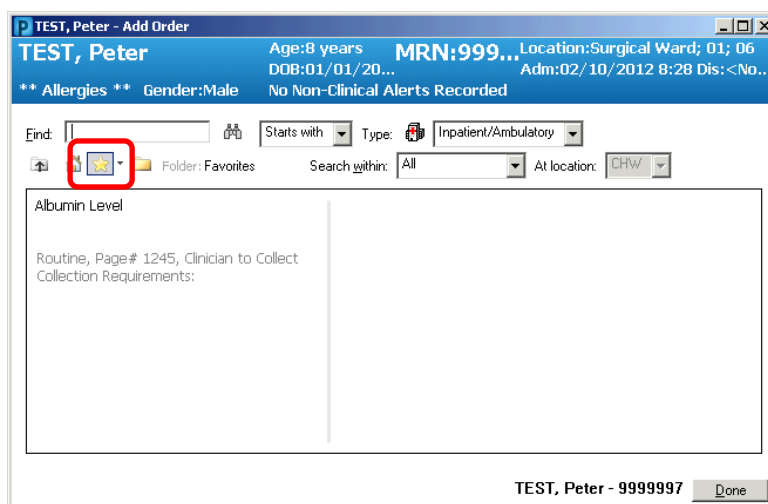 TEST, Peter - Add Order
TEST, Peter Age:8 years MRN:999... Location:Surgical Ward; 01; 06
DOB:01/01/20... Adm:02/10/2012 8:28 Dis:<No..
** Allergies ** Gender:Male No Non-Clinical Alerts Recorded
Find: Starts with Type: Inpatient/Ambulatory
Folder: Favorites Search within: All At location: CHW
Albumin Level
Routine, Page# 1245, Clinician to Collect
Collection Requirements:
TEST, Peter - 9999997 Done